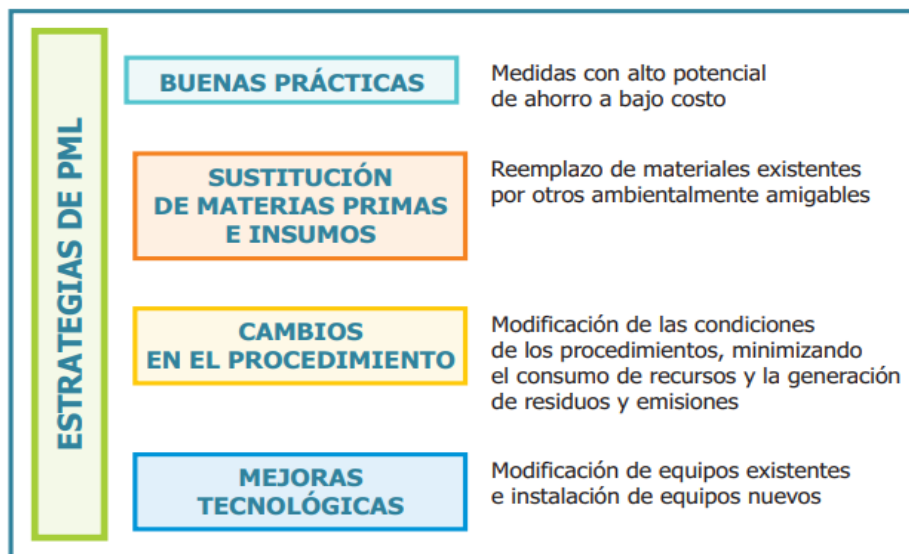 ESTRATEGIAS DE PML
BUENAS PRÁCTICAS
Medidas con alto potencial
de ahorro a bajo costo
SUSTITUCIÓN
DE MATERIAS PRIMAS
E INSUMOS
Reemplazo de materiales existentes
por otros ambientalmente amigables
CAMBIOS
EN EL PROCEDIMIENTO
Modificación de las condiciones
de los procedimientos, minimizando
el consumo de recursos y la generación
de residuos y emisiones
MEJORAS
TECNOLÓGICAS
Modificación de equipos existentes
e instalación de equipos nuevos